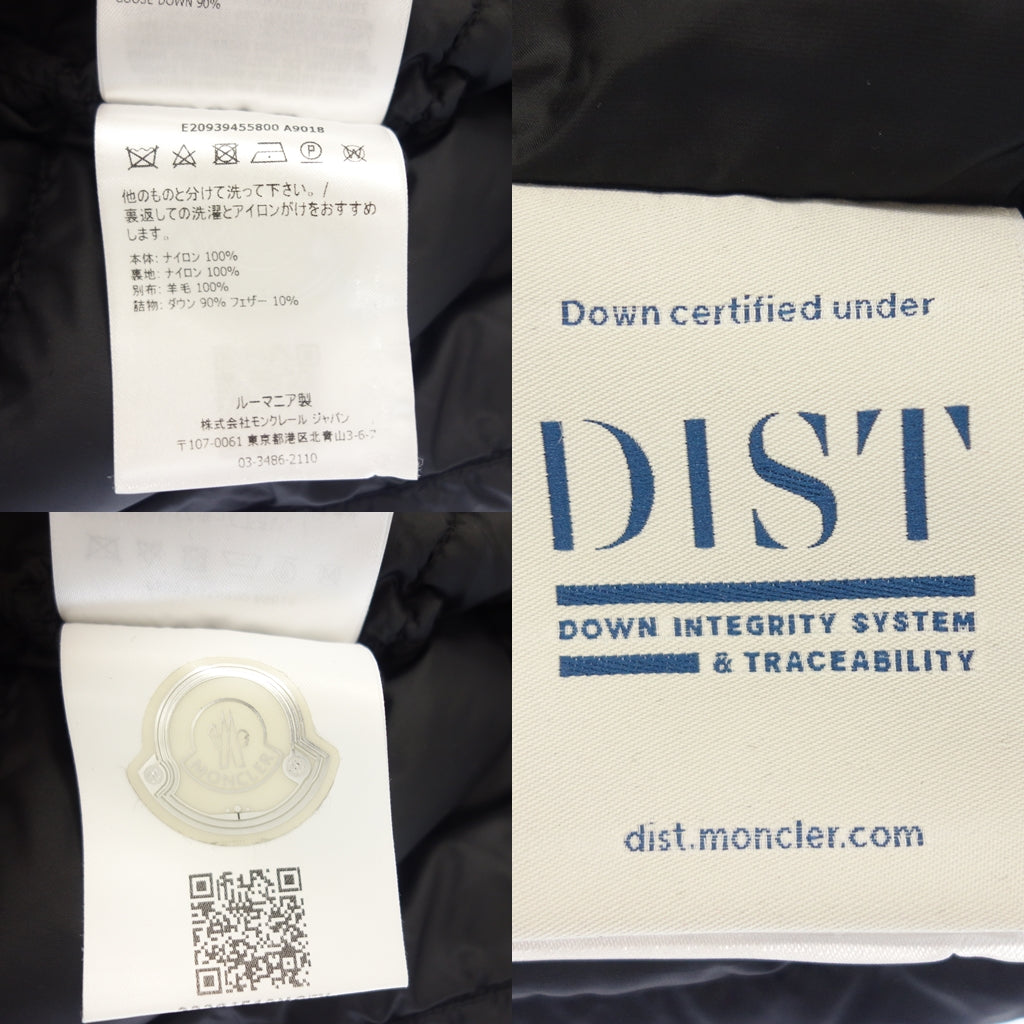 GOOSE DOWN 90%
E20939455800 A9018
他のものと分けて洗って下さい。/
裏返しての洗濯とアイロンがけをおすすめ
します。
本体: ナイロン 100%
裏地: ナイロン 100%
別布: 羊毛 100%
詰物: ダウン 90% フェザー 10%
ルーマニア製
株式会社モンクレール ジャパン
〒107-0061 東京都港区北青山3-6-7
03-3486-2110
Down certified under
DIST
DOWN INTEGRITY SYSTEM
& TRACEABILITY
dist.moncler.com
MONCLER